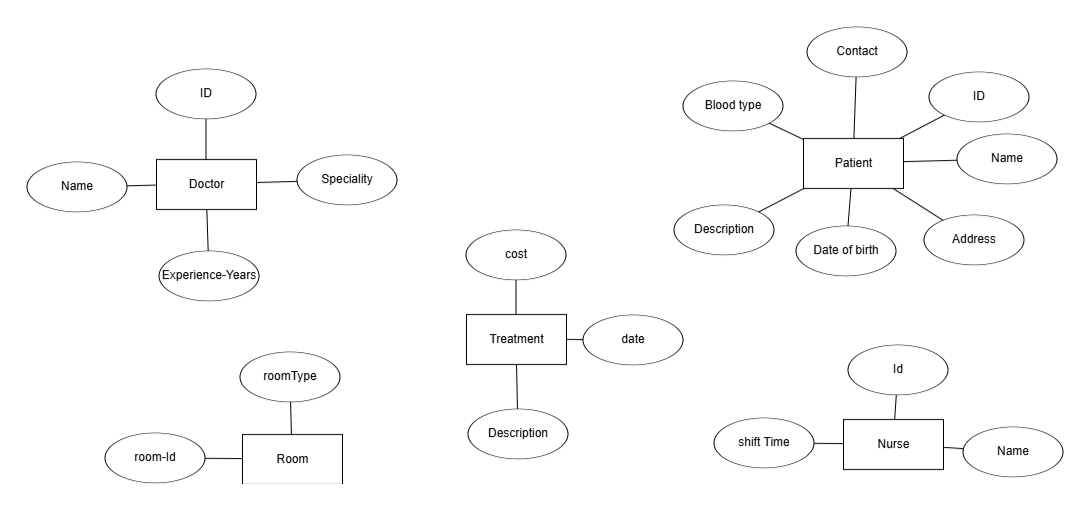 Contact
ID
Blood type
ID
Patient
Name
Doctor
Name
Speciality
Description
Date of birth
Address
Experience-Years
cost
Treatment
date
roomType
Id
Description
shift Time
Nurse
Name
room-Id
Room